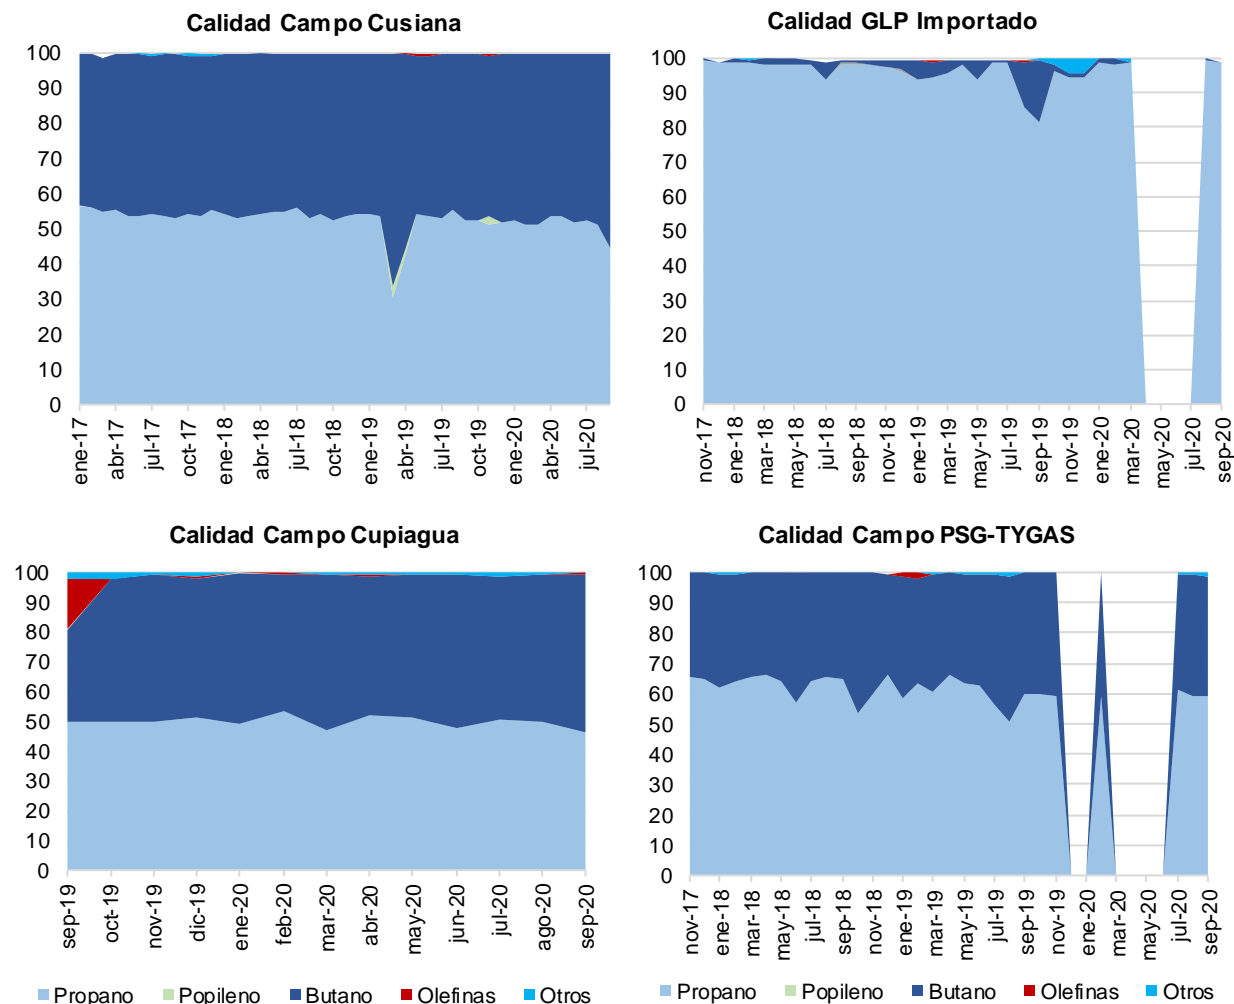 Calidad Campo Cusiana
100
90
80
70
60
50
40
30
20
10
0
ene-17
abr-17
jul-17
oct-17
ene-18
abr-18
jul-18
oct-18
ene-19
abr-19
jul-19
oct-19
ene-20
abr-20
jul-20
Calidad GLP Importado
100
90
80
70
60
50
40
30
20
10
0
nov-17
ene-18
mar-18
may-18
jul-18
sep-18
nov-18
ene-19
mar-19
may-19
jul-19
sep-19
nov-19
ene-20
mar-20
may-20
jul-20
sep-20
Calidad Campo Cupiagua
100
90
80
70
60
50
40
30
20
10
0
sep-19
oct-19
nov-19
dic-19
ene-20
feb-20
mar-20
abr-20
may-20
jun-20
jul-20
ago-20
sep-20
Propano Popileno Butano Olefinas Otros
Calidad Campo PSG-TYGAS
100
90
80
70
60
50
40
30
20
10
0
nov-17
ene-18
mar-18
may-18
jul-18
sep-18
nov-18
ene-19
mar-19
may-19
jul-19
sep-19
nov-19
ene-20
mar-20
may-20
jul-20
sep-20
Propano Popileno Butano Olefinas Otros